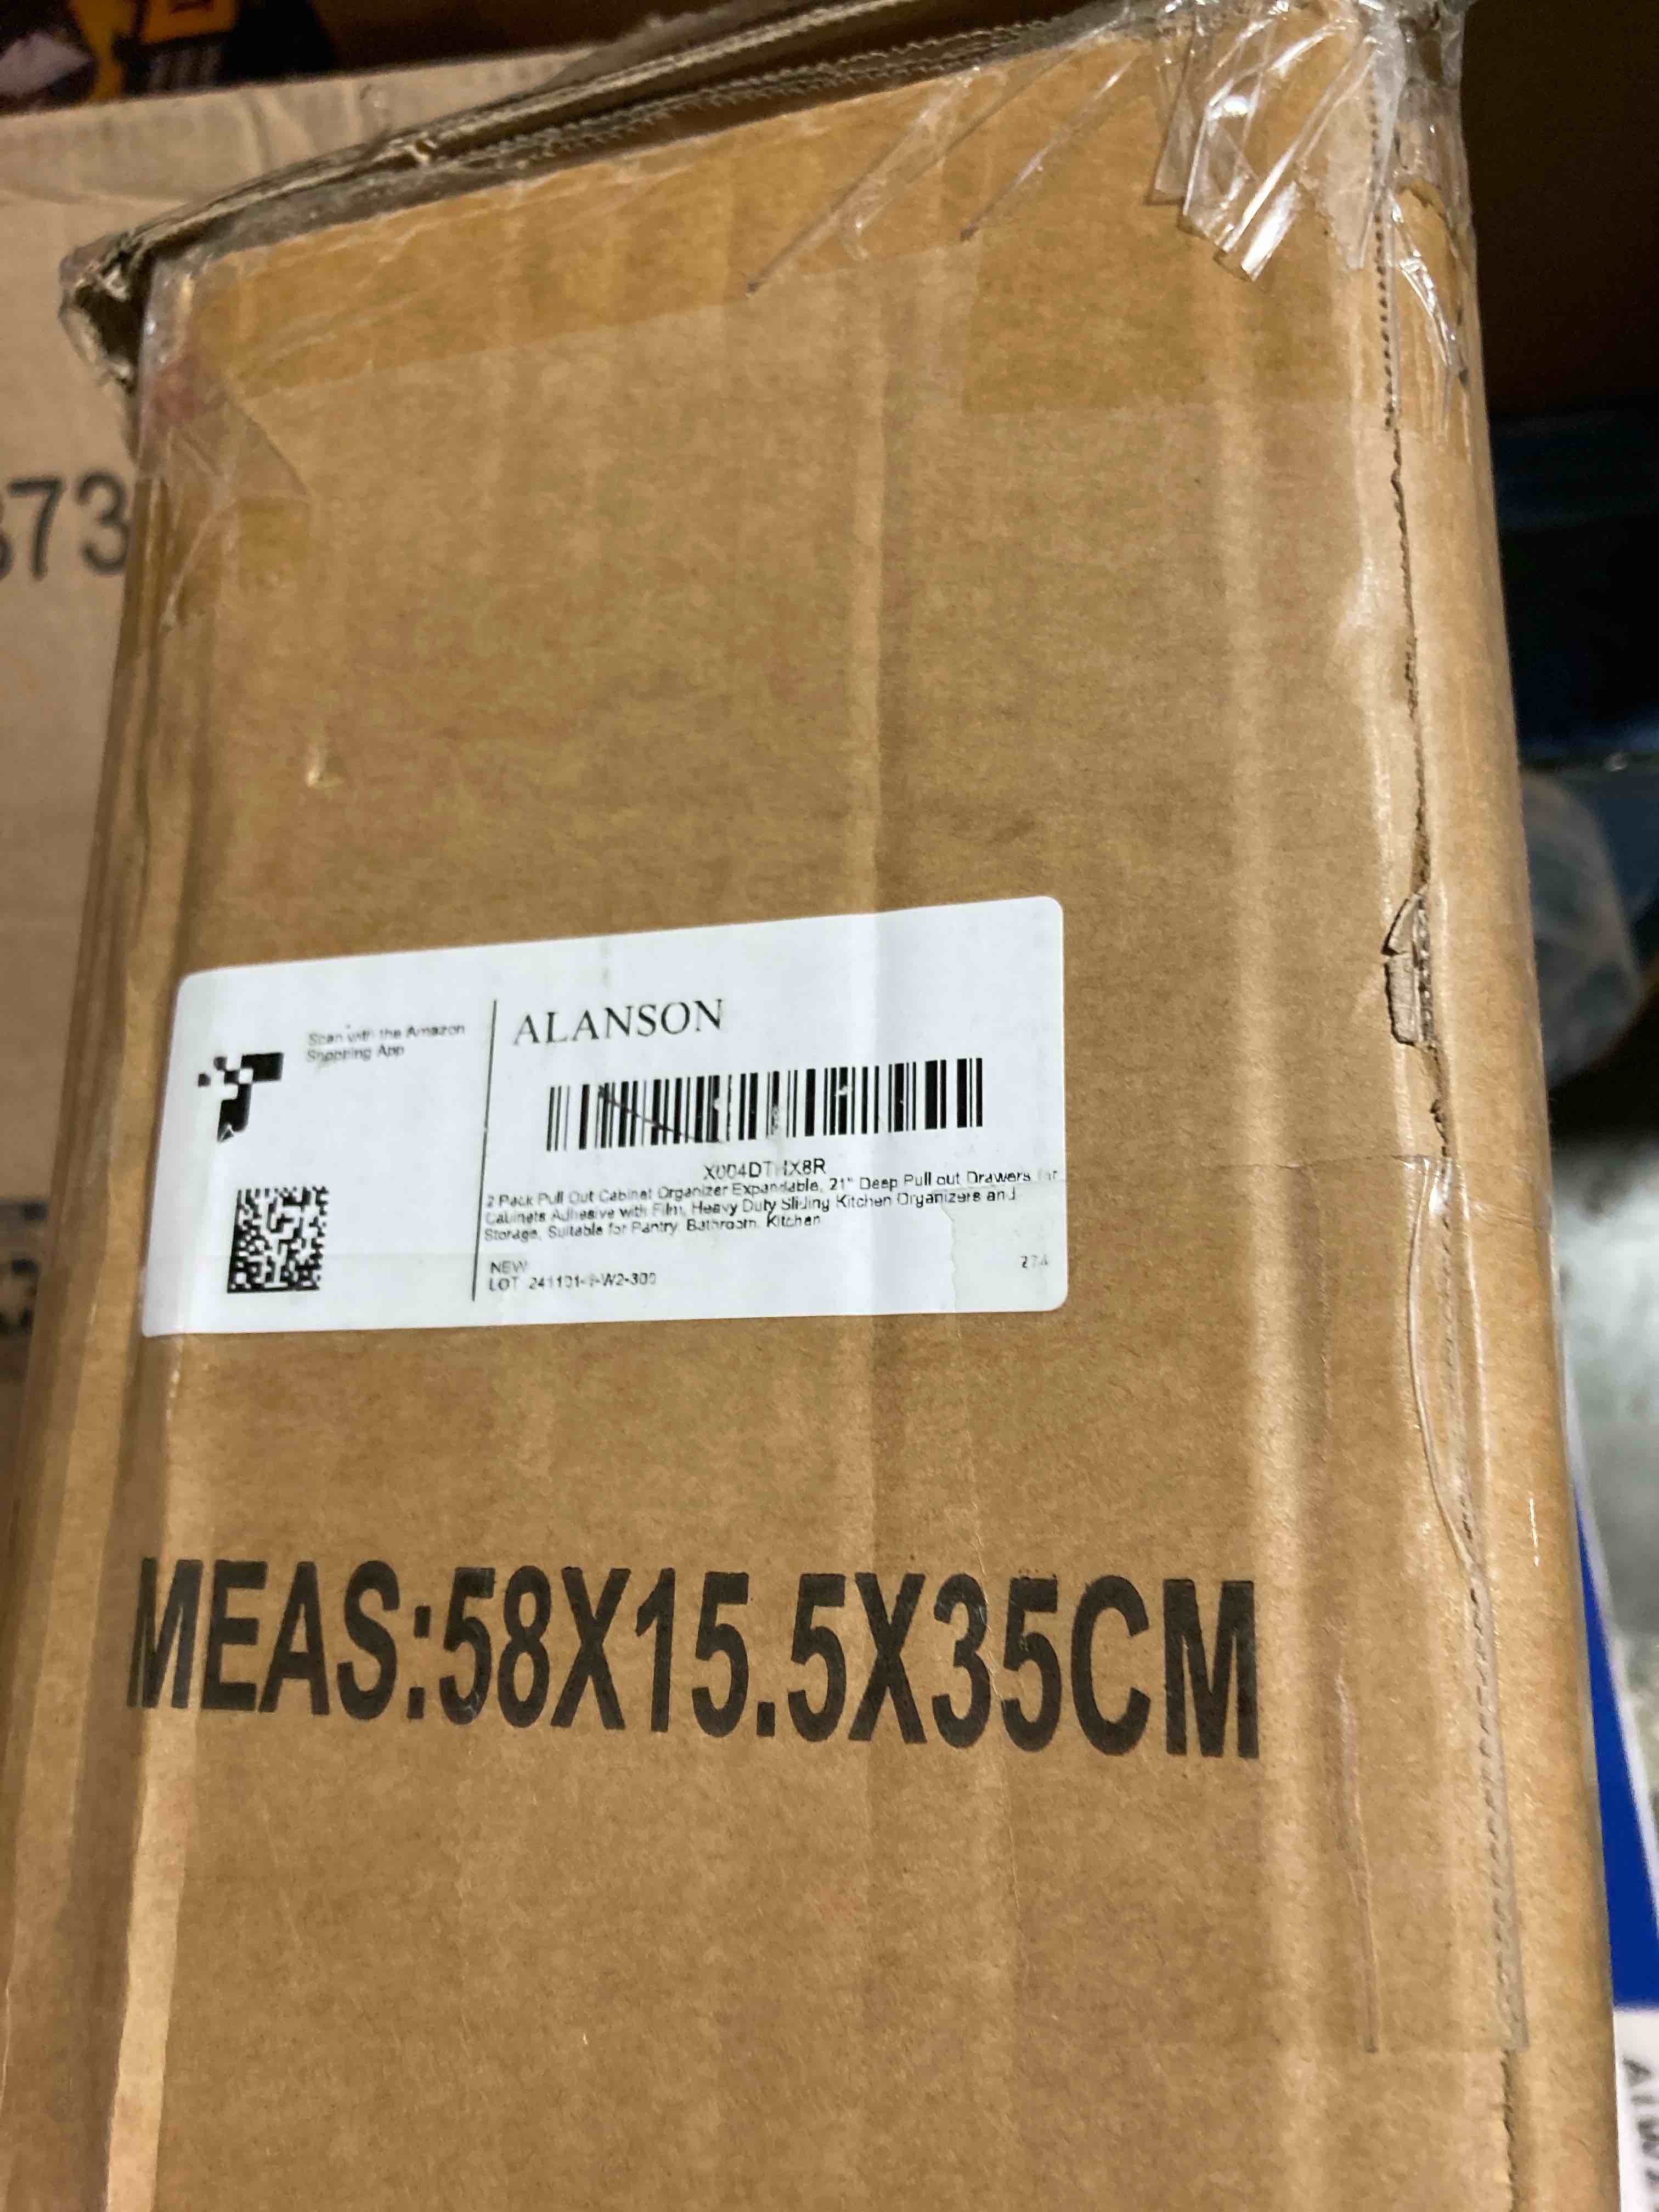 373
Scan with the Amazon
Shopping App
ALANSON
2 Pack Pull Out Cabinet Organizer Expandable, 21" Deep Pull out Drawers for
Cabinets Adhesive with Film, Heavy Duty Sliding Kitchen Organizers and
Storage, Suitable for Pantry, Bathroom, Kitchen
NEW
MEAS:58X15.5X35CM